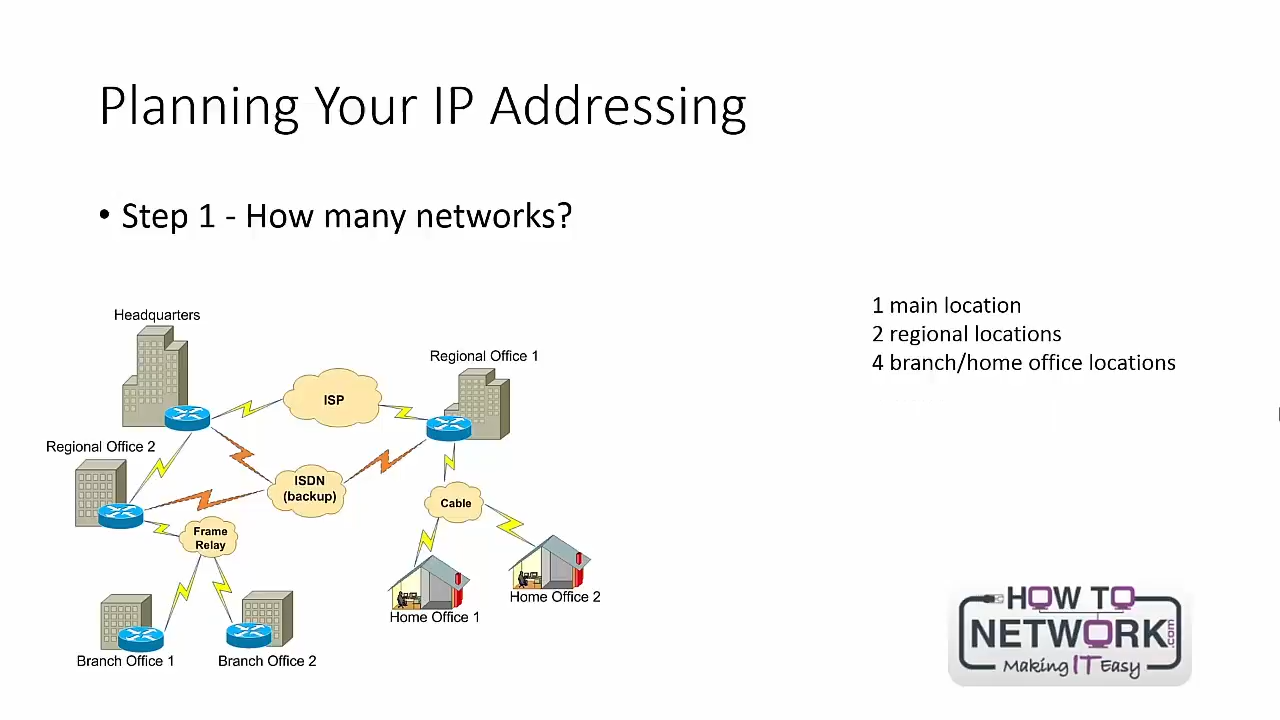 Planning Your IP Addressing
• Step 1 - How many networks?
1 main location
2 regional locations
4 branch/home office locations
Headquarters
Regional Office 1
ISP
Regional Office 2
ISDN
(backup)
Cable
Frame
Relay
Home Office 1
Home Office 2
Branch Office 1
Branch Office 2
HOW TO
NETWORK.com
Making IT Easy